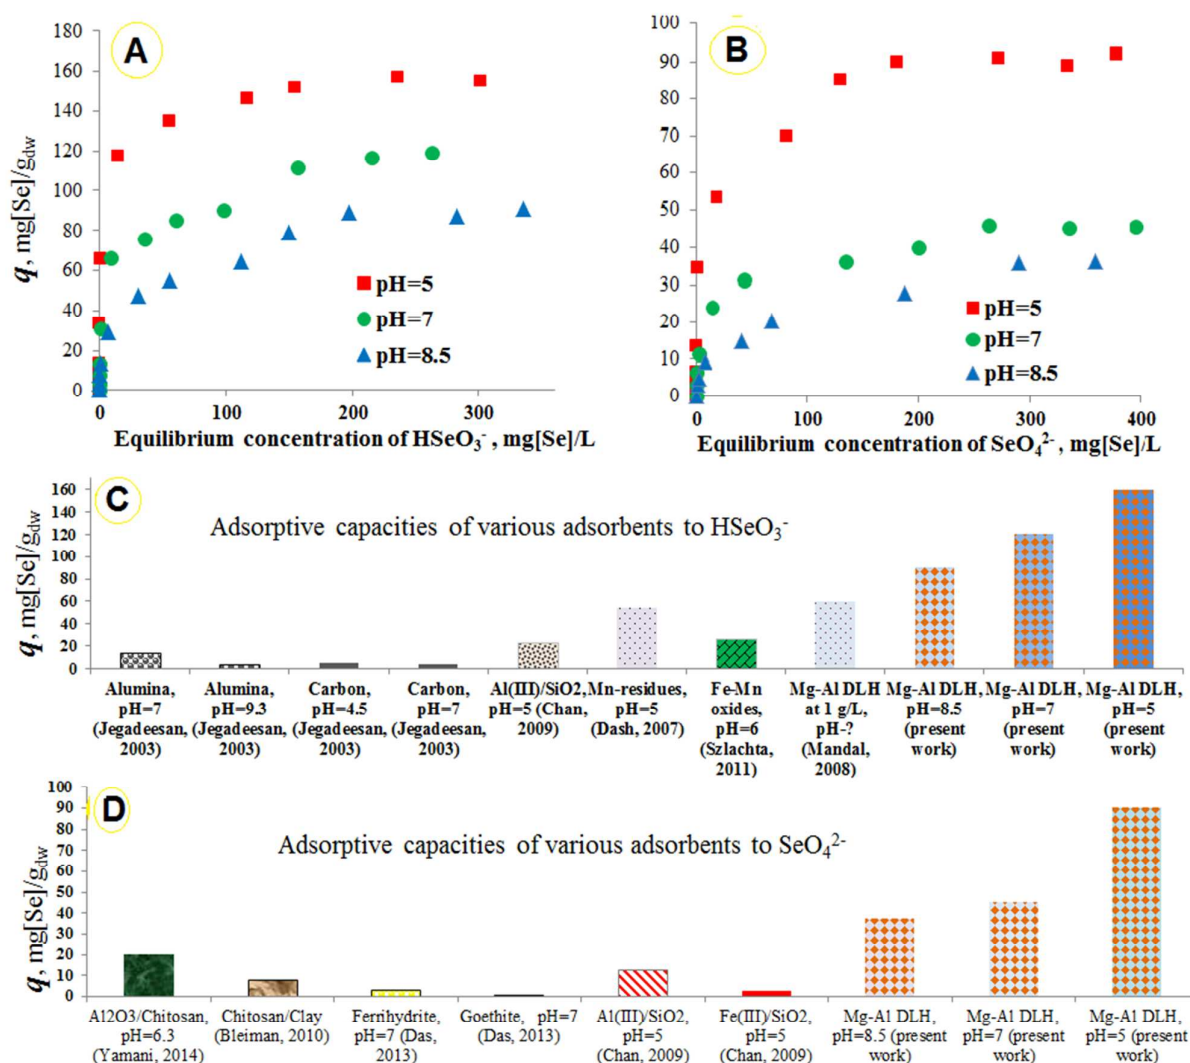 A
180
160
140
120
100
80
60
40
20
0
q, mg[Se]/gdw
pH=5
pH=7
pH=8.5
0 100 200 300
Equilibrium concentration of HSeO3-, mg[Se]/L
B
100
90
80
70
60
50
40
30
20
10
0
pH=5
pH=7
pH=8.5
0 100 200 300 400
Equilibrium concentration of SeO42-, mg[Se]/L
C
Adsorptive capacities of various adsorbents to HSeO3-
q, mg[Se]/gdw
160
140
120
100
80
60
40
20
0
Alumina,
pH=7
(Jegadeesan,
2003)
Alumina,
pH=9.3
(Jegadeesan,
2003)
Carbon,
pH=4.5
(Jegadeesan,
2003)
Carbon,
pH=7
(Jegadeesan,
2003)
Al(III)/SiO2,
pH=5 (Chan,
2009)
Mn-residues,
pH=5
(Dash, 2007)
Fe-Mn
oxides,
pH=6
(Szlachta,
2011)
Mg-Al DLH
at 1 g/L,
pH-?
(Mandal,
2008)
Mg-Al DLH,
pH=8.5
(present
work)
Mg-Al DLH,
pH=7
(present
work)
Mg-Al DLH,
pH=5
(present
work)
D
Adsorptive capacities of various adsorbents to SeO42-
q, mg[Se]/gdw
100
90
80
70
60
50
40
30
20
10
0
Al2O3/Chitosan,
pH=6.3
(Yamani, 2014)
Chitosan/Clay
(Bleiman, 2010)
Ferrihydrite,
pH=7 (Das,
2013)
Goethite, pH=7
(Das, 2013)
Al(III)/SiO2,
pH=5
(Chan, 2009)
Fe(III)/SiO2,
pH=5
(Chan, 2009)
Mg-Al DLH,
pH=8.5 (present
work)
Mg-Al DLH,
pH=7 (present
work)
Mg-Al DLH,
pH=5 (present
work)